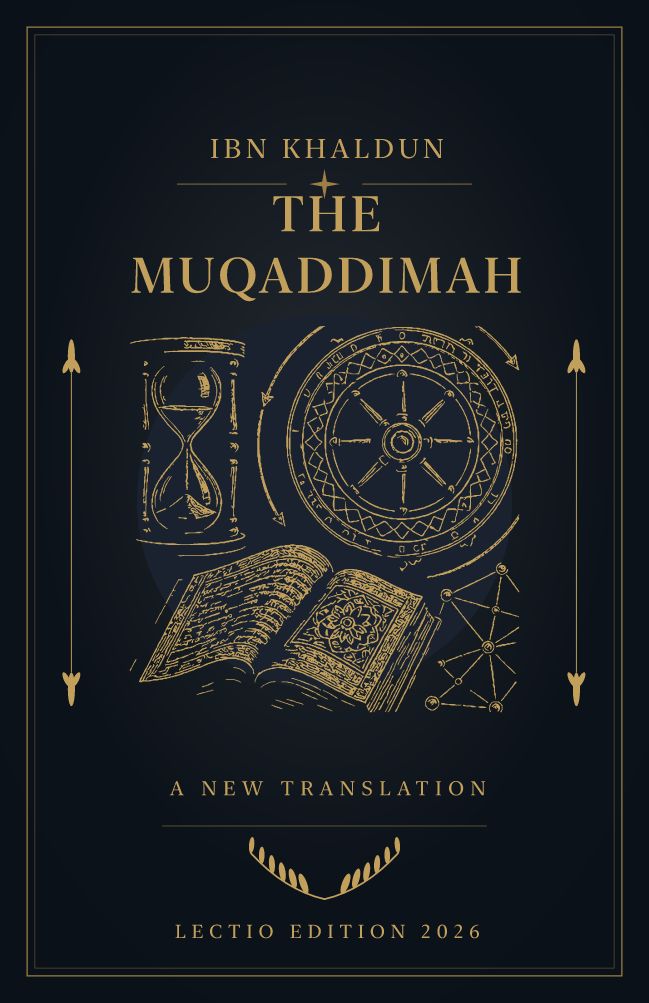 IBN KHALDUN
THE
MUQADDIMAH
A NEW TRANSLATION
LECTIO EDITION 2026